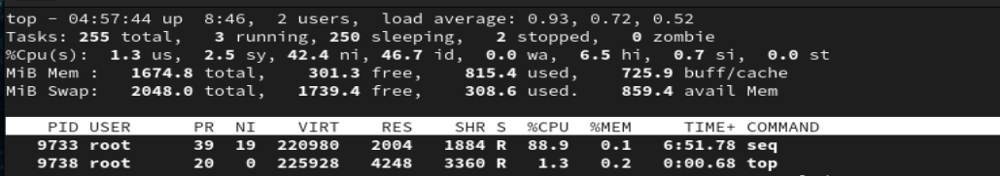 top - 04:57:44 up  8:46,  2 users,  load average: 0.93, 0.72, 0.52
Tasks: 255 total,   3 running, 250 sleeping,   2 stopped,   0 zombie
%Cpu(s):  1.3 us,  2.5 sy, 42.4 ni, 46.7 id,  0.0 wa,  6.5 hi,  0.7 si,  0.0 st
MiB Mem :   1674.8 total,    301.3 free,    815.4 used,    725.9 buff/cache
MiB Swap:   2048.0 total,   1739.4 free,    308.6 used.    859.4 avail Mem
PID USER      PR  NI    VIRT    RES    SHR S  %CPU  %MEM     TIME+ COMMAND
9733 root      39  19  220980   2004   1884 R  88.9   0.1   6:51.78 seq
9738 root      20   0  225928   4248   3360 R   1.3   0.2   0:00.68 top